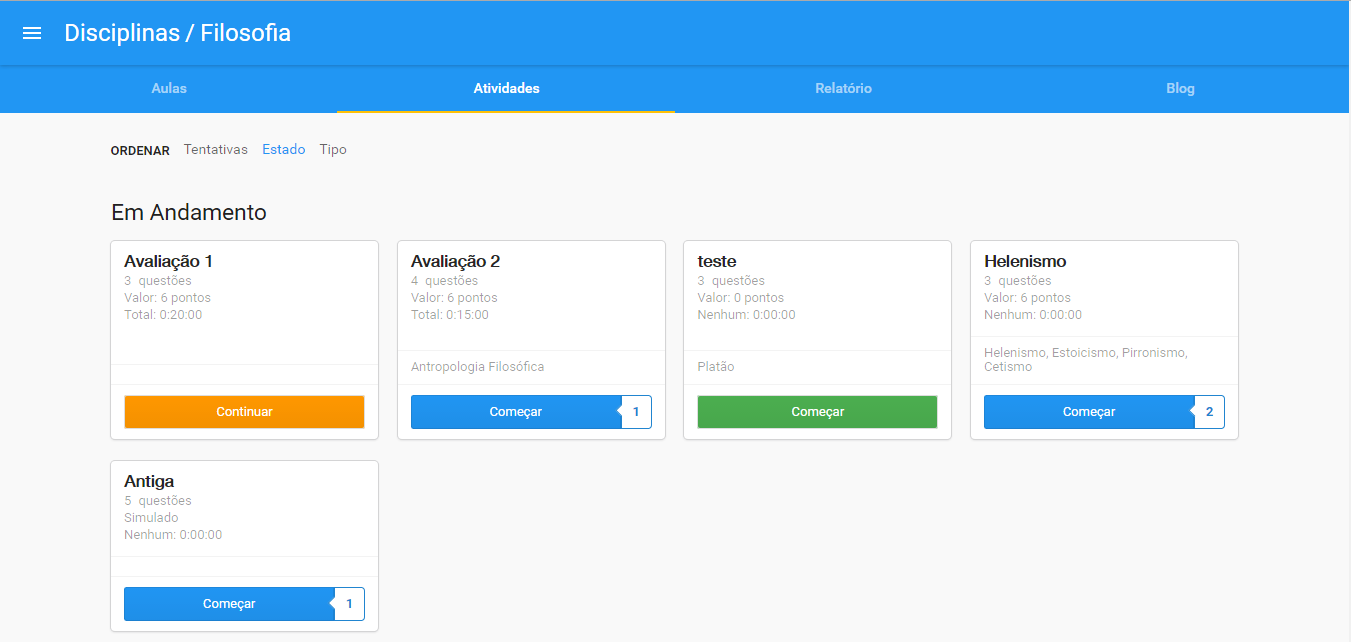 Disciplinas / Filosofia
Aulas
Atividades
Relatório
Blog
ORDENAR Tentativas Estado Tipo
Em Andamento
Avaliação 1
3 questões
Valor: 6 pontos
Total: 0:20:00
Continuar
Avaliação 2
4 questões
Valor: 6 pontos
Total: 0:15:00
Antropologia Filosófica
Começar 1
teste
3 questões
Valor: 0 pontos
Nenhum: 0:00:00
Platão
Começar
Helenismo
3 questões
Valor: 6 pontos
Nenhum: 0:00:00
Helenismo, Estoicismo, Pirronismo,
Cetismo
Começar 2
Antiga
5 questões
Simulado
Nenhum: 0:00:00
Começar 1